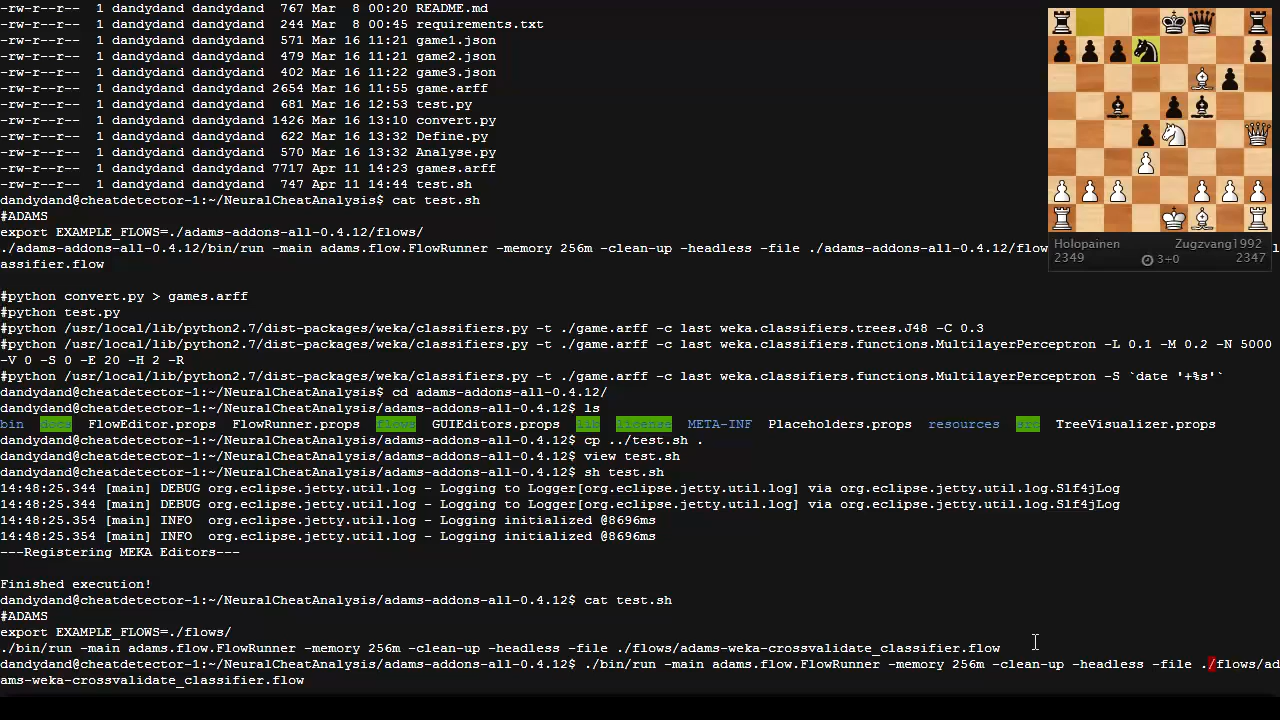 -rw-r--r-- 1 dandydand dandydand 767 Mar 8 00:20 README.md
-rw-r--r-- 1 dandydand dandydand 244 Mar 8 00:45 requirements.txt
-rw-r--r-- 1 dandydand dandydand 571 Mar 16 11:21 game1.json
-rw-r--r-- 1 dandydand dandydand 479 Mar 16 11:21 game2.json
-rw-r--r-- 1 dandydand dandydand 402 Mar 16 11:22 game3.json
-rw-r--r-- 1 dandydand dandydand 2654 Mar 16 11:55 game.arff
-rw-r--r-- 1 dandydand dandydand 681 Mar 16 12:53 test.py
-rw-r--r-- 1 dandydand dandydand 1426 Mar 16 13:10 convert.py
-rw-r--r-- 1 dandydand dandydand 622 Mar 16 13:32 Define.py
-rw-r--r-- 1 dandydand dandydand 681 Mar 16 13:32 Analyse.py
-rw-r--r-- 1 dandydand dandydand 7717 Apr 11 14:23 games.arff
-rw-r--r-- 1 dandydand dandydand 747 Apr 11 14:44 test.sh
dandydand@cheatdetector-1:~/NeuralCheatAnalysis$ cat test.sh
#ADAMS
export EXAMPLE_FLOWS=./adams-addons-all-0.4.12/flows/
./adams-addons-all-0.4.12/bin/run -main adams.flow.FlowRunner -memory 256m -clean-up -headless -file ./adams-addons-all-0.4.12/flow
assifier.flow
#python convert.py > games.arff
#python test.py
#python /usr/local/lib/python2.7/dist-packages/weka/classifiers.py -t ./game.arff -c last weka.classifiers.trees.J48 -C 0.3
#python /usr/local/lib/python2.7/dist-packages/weka/classifiers.py -t ./game.arff -c last weka.classifiers.functions.MultilayerPerceptron -L 0.1 -M 0.2 -N 5000
-V 0 -S 0 -E 20 -H 2 -R
#python /usr/local/lib/python2.7/dist-packages/weka/classifiers.py -t ./game.arff -c last weka.classifiers.functions.MultilayerPerceptron -S `date '+%s'`
dandydand@cheatdetector-1:~/NeuralCheatAnalysis$ cd adams-addons-all-0.4.12/
dandydand@cheatdetector-1:~/NeuralCheatAnalysis/adams-addons-all-0.4.12$ ls
bin docs FlowEditor.props FlowRunner.props flows GUIEditors.props lib license META-INF Placeholders.props resources src TreeVisualizer.props
dandydand@cheatdetector-1:~/NeuralCheatAnalysis/adams-addons-all-0.4.12$ cp ../test.sh .
dandydand@cheatdetector-1:~/NeuralCheatAnalysis/adams-addons-all-0.4.12$ view test.sh
dandydand@cheatdetector-1:~/NeuralCheatAnalysis/adams-addons-all-0.4.12$ sh test.sh
14:48:25.344 [main] DEBUG org.eclipse.jetty.util.log - Logging to Logger[org.eclipse.jetty.util.log] via org.eclipse.jetty.util.log.Slf4jLog
14:48:25.344 [main] DEBUG org.eclipse.jetty.util.log - Logging to Logger[org.eclipse.jetty.util.log] via org.eclipse.jetty.util.log.Slf4jLog
14:48:25.354 [main] INFO org.eclipse.jetty.util.log - Logging initialized @8696ms
14:48:25.354 [main] INFO org.eclipse.jetty.util.log - Logging initialized @8696ms
---Registering MEKA Editors---
Finished execution!
dandydand@cheatdetector-1:~/NeuralCheatAnalysis/adams-addons-all-0.4.12$ cat test.sh
#ADAMS
export EXAMPLE_FLOWS=./flows/
./bin/run -main adams.flow.FlowRunner -memory 256m -clean-up -headless -file ./flows/adams-weka-crossvalidate_classifier.flow
dandydand@cheatdetector-1:~/NeuralCheatAnalysis/adams-addons-all-0.4.12$ ./bin/run -main adams.flow.FlowRunner -memory 256m -clean-up -headless -file ./flows/ad
ams-weka-crossvalidate_classifier.flow
Holopainen Zugzvang1992
2349 3+0 2347
l